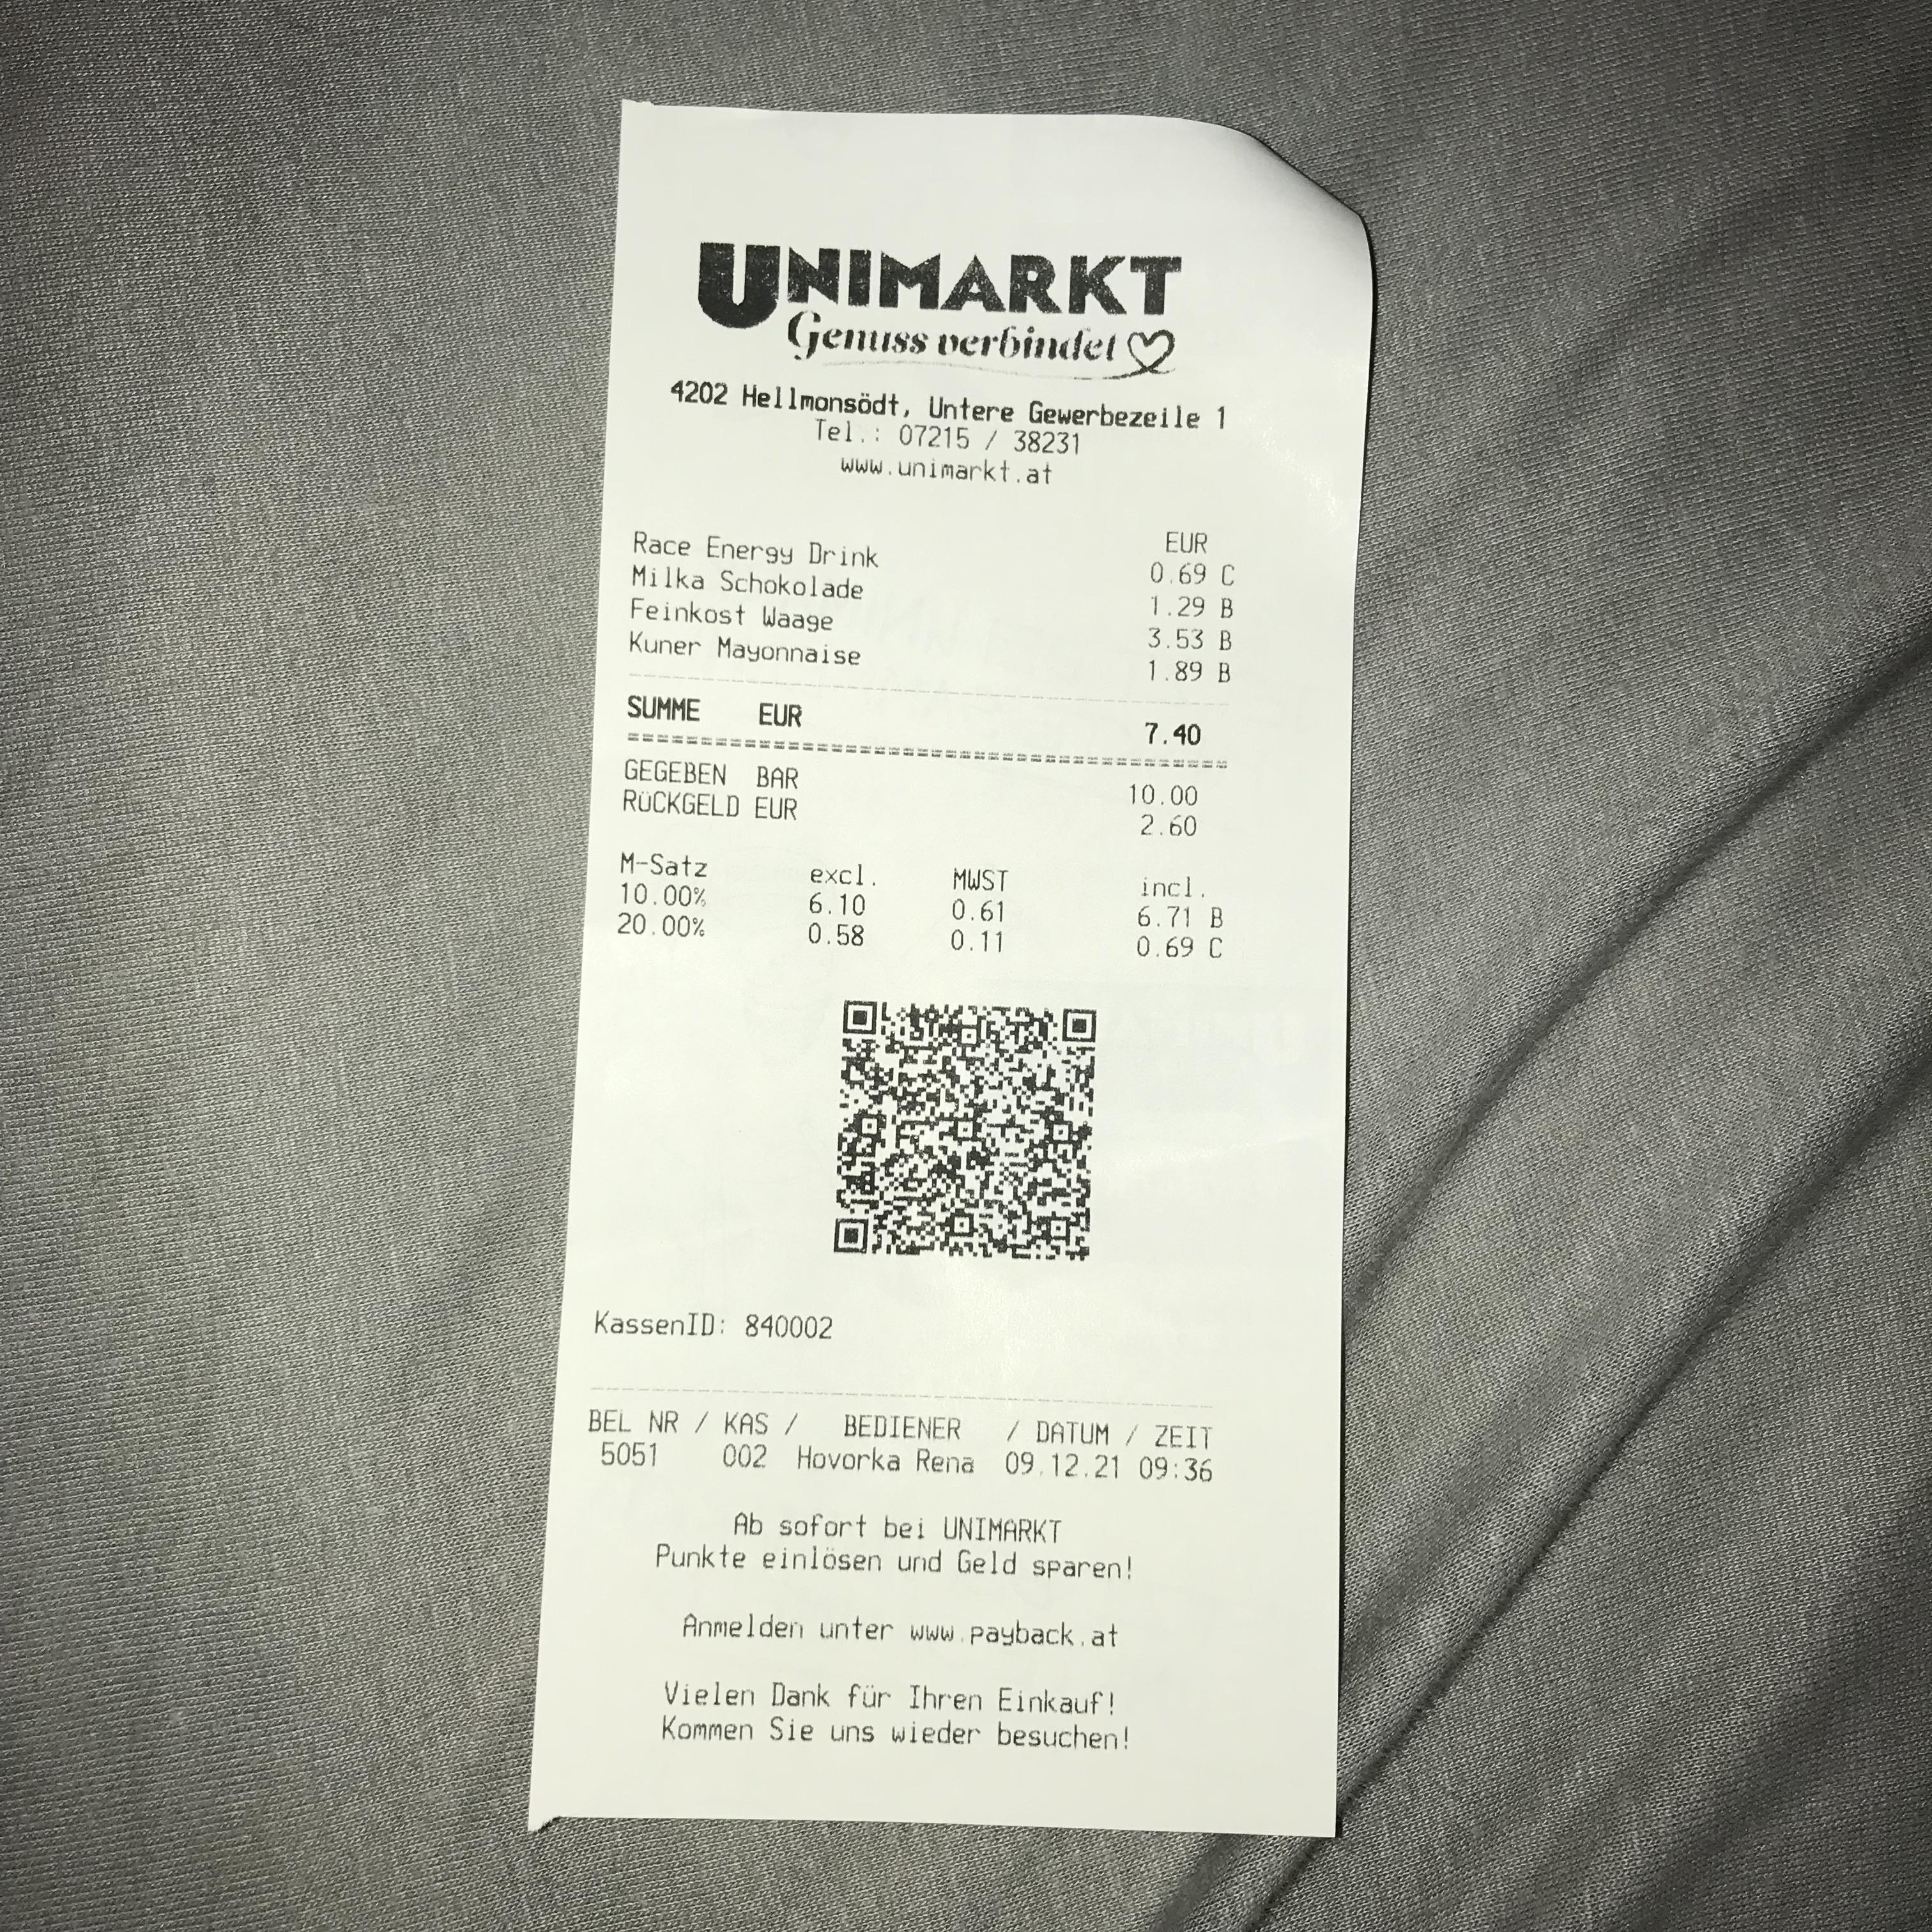 UNIMARKT
Genuss verbindet
4202 Hellmonsödt, Untere Gewerbezeile 1
Tel.: 07215 / 38231
www.unimarkt.at
EUR
Race Energy Drink 0.69 C
Milka Schokolade 1.29 B
Feinkost Waage 3.53 B
Kuner Mayonnaise 1.89 B
SUMME EUR 7.40
GEGEBEN BAR 10.00
RüCKGELD EUR 2.60
M-Satz excl. MWST incl.
10.00% 6.10 0.61 6.71 B
20.00% 0.58 0.11 0.69 C
KassenID: 840002
BEL NR / KAS / BEDIENER / DATUM / ZEIT
5051 002 Hovorka Rena 09.12.21 09:36
Ab sofort bei UNIMARKT
Punkte einlösen und Geld sparen!
Anmelden unter www.payback.at
Vielen Dank für Ihren Einkauf!
Kommen Sie uns wieder besuchen!